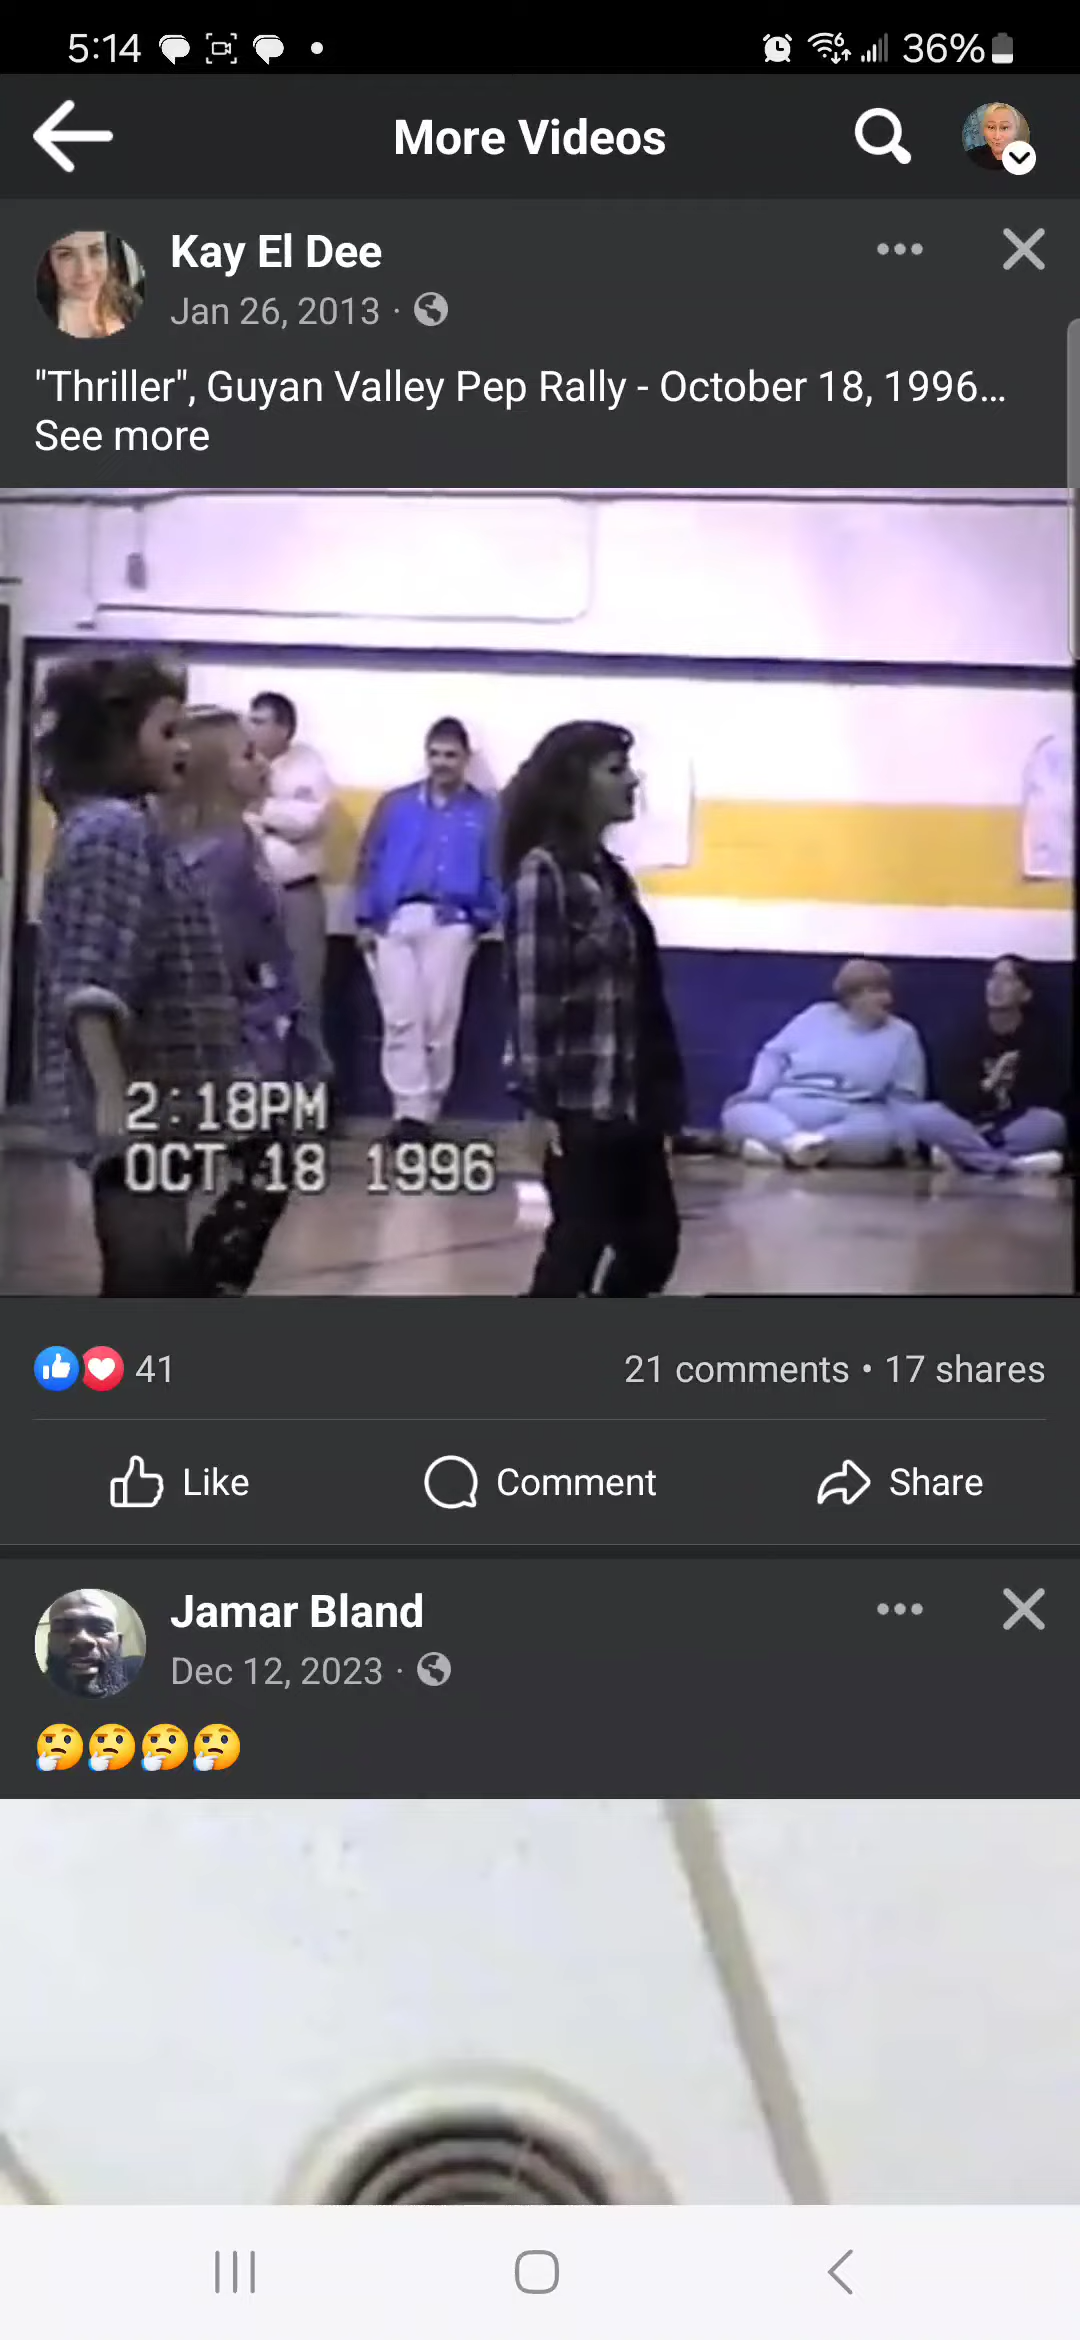 5:14
6
36%
More Videos
Kay El Dee
Jan 26, 2013 ·
"Thriller", Guyan Valley Pep Rally - October 18, 1996...
See more
2:18PM
OCT 18 1996
41
21 comments • 17 shares
Like
Comment
Share
Jamar Bland
Dec 12, 2023 ·
🤔🤔🤔🤔